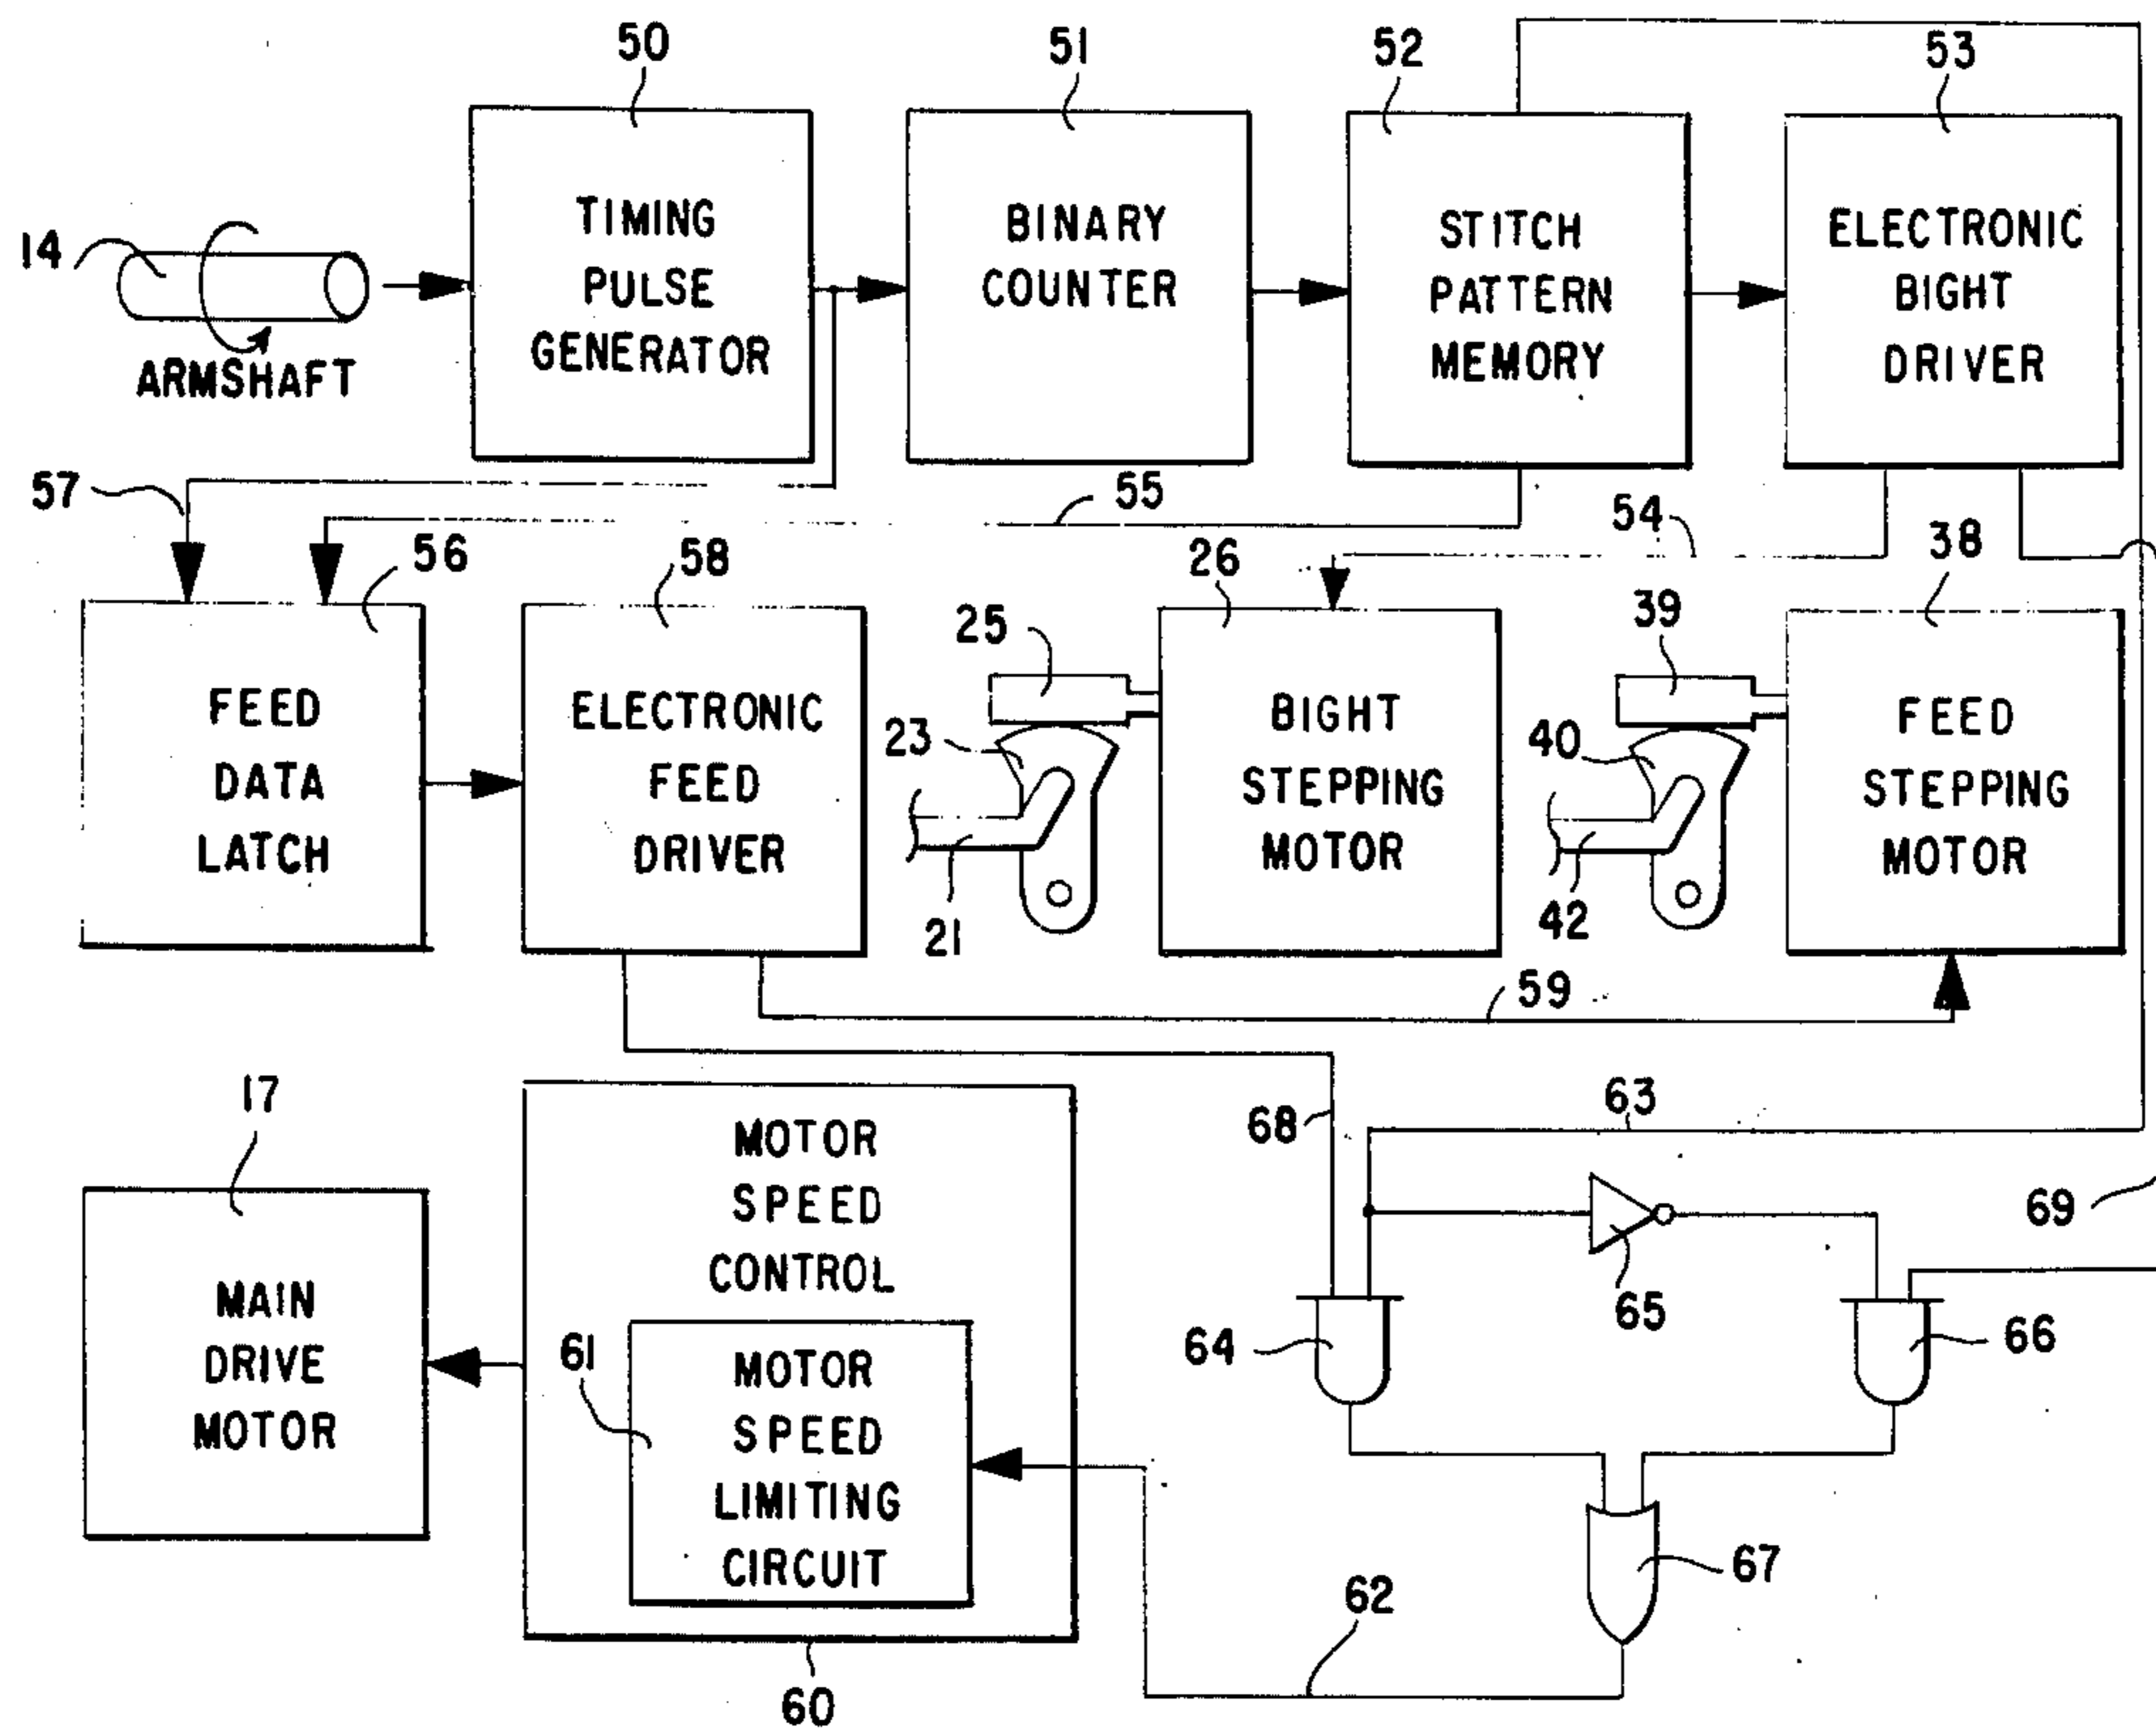 50
51
52
53
14
ARMSHAFT
TIMING
PULSE
GENERATOR
BINARY
COUNTER
STITCH
PATTERN
MEMORY
ELECTRONIC
BIGHT
DRIVER
57
55
54
56
58
26
38
25
39
23
40
21
42
FEED
DATA
LATCH
ELECTRONIC
FEED
DRIVER
BIGHT
STEPPING
MOTOR
FEED
STEPPING
MOTOR
59
17
68
63
69
MAIN
DRIVE
MOTOR
MOTOR
SPEED
CONTROL
61
MOTOR
SPEED
LIMITING
CIRCUIT
64
65
66
67
62
60